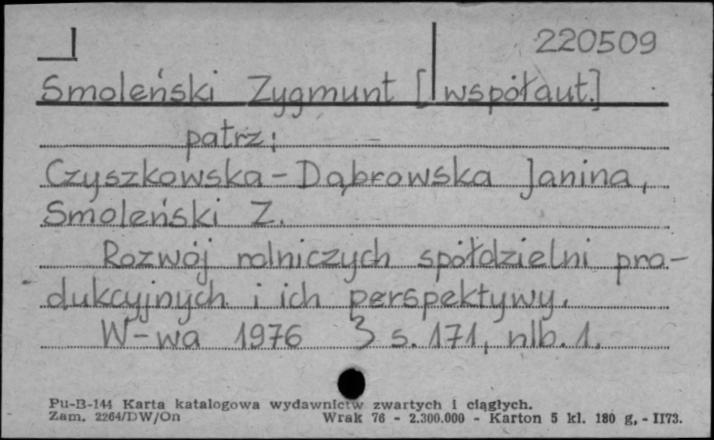 220509
Smoleński Zygmunt [współaut.]
patrz:
Czyszkowska-Dąbrowska Janina,
Smoleński Z.
Rozwój rolniczych spółdzielni pro-
dukcyjnych i ich perspektywy.
W-wa 1976 s. 171, nlb. 1.
Pu-B-144 Karta katalogowa wydawnictw zwartych i ciągłych.
Zam. 2264/DW/On Wrak 76 - 2.300.000 - Karton 5 kl. 180 g, - II73.